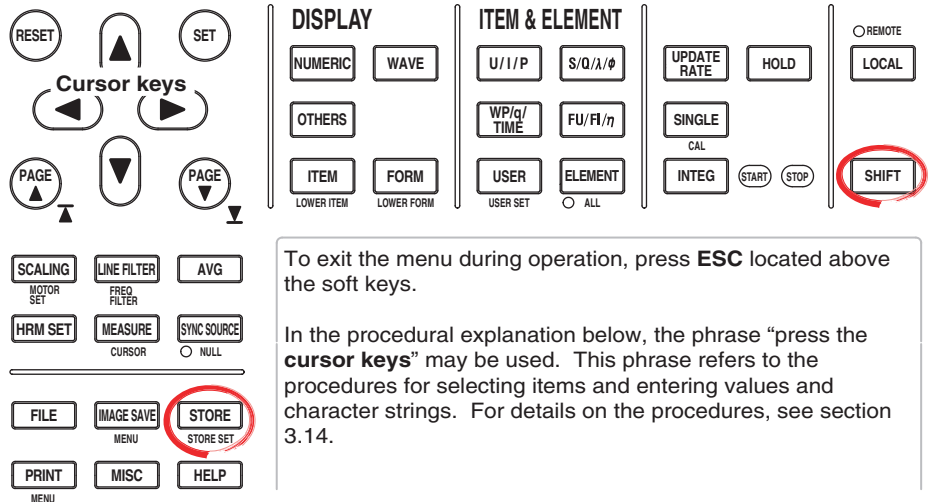 RESET
SET
Cursor keys
PAGE
PAGE
DISPLAY
NUMERIC
WAVE
OTHERS
ITEM
FORM
LOWER ITEM
LOWER FORM
ITEM & ELEMENT
U/I/P
S/Q/λ/ϕ
WP/q/
TIME
FU/FI/η
USER
ELEMENT
USER SET
ALL
UPDATE
RATE
HOLD
SINGLE
CAL
INTEG
START
STOP
REMOTE
LOCAL
SHIFT
SCALING
LINE FILTER
AVG
MOTOR
SET
FREQ
FILTER
HRM SET
MEASURE
SYNC SOURCE
CURSOR
NULL
FILE
IMAGE SAVE
STORE
MENU
STORE SET
PRINT
MISC
HELP
MENU
To exit the menu during operation, press ESC located above
the soft keys.
In the procedural explanation below, the phrase “press the
cursor keys” may be used. This phrase refers to the
procedures for selecting items and entering values and
character strings. For details on the procedures, see section
3.14.